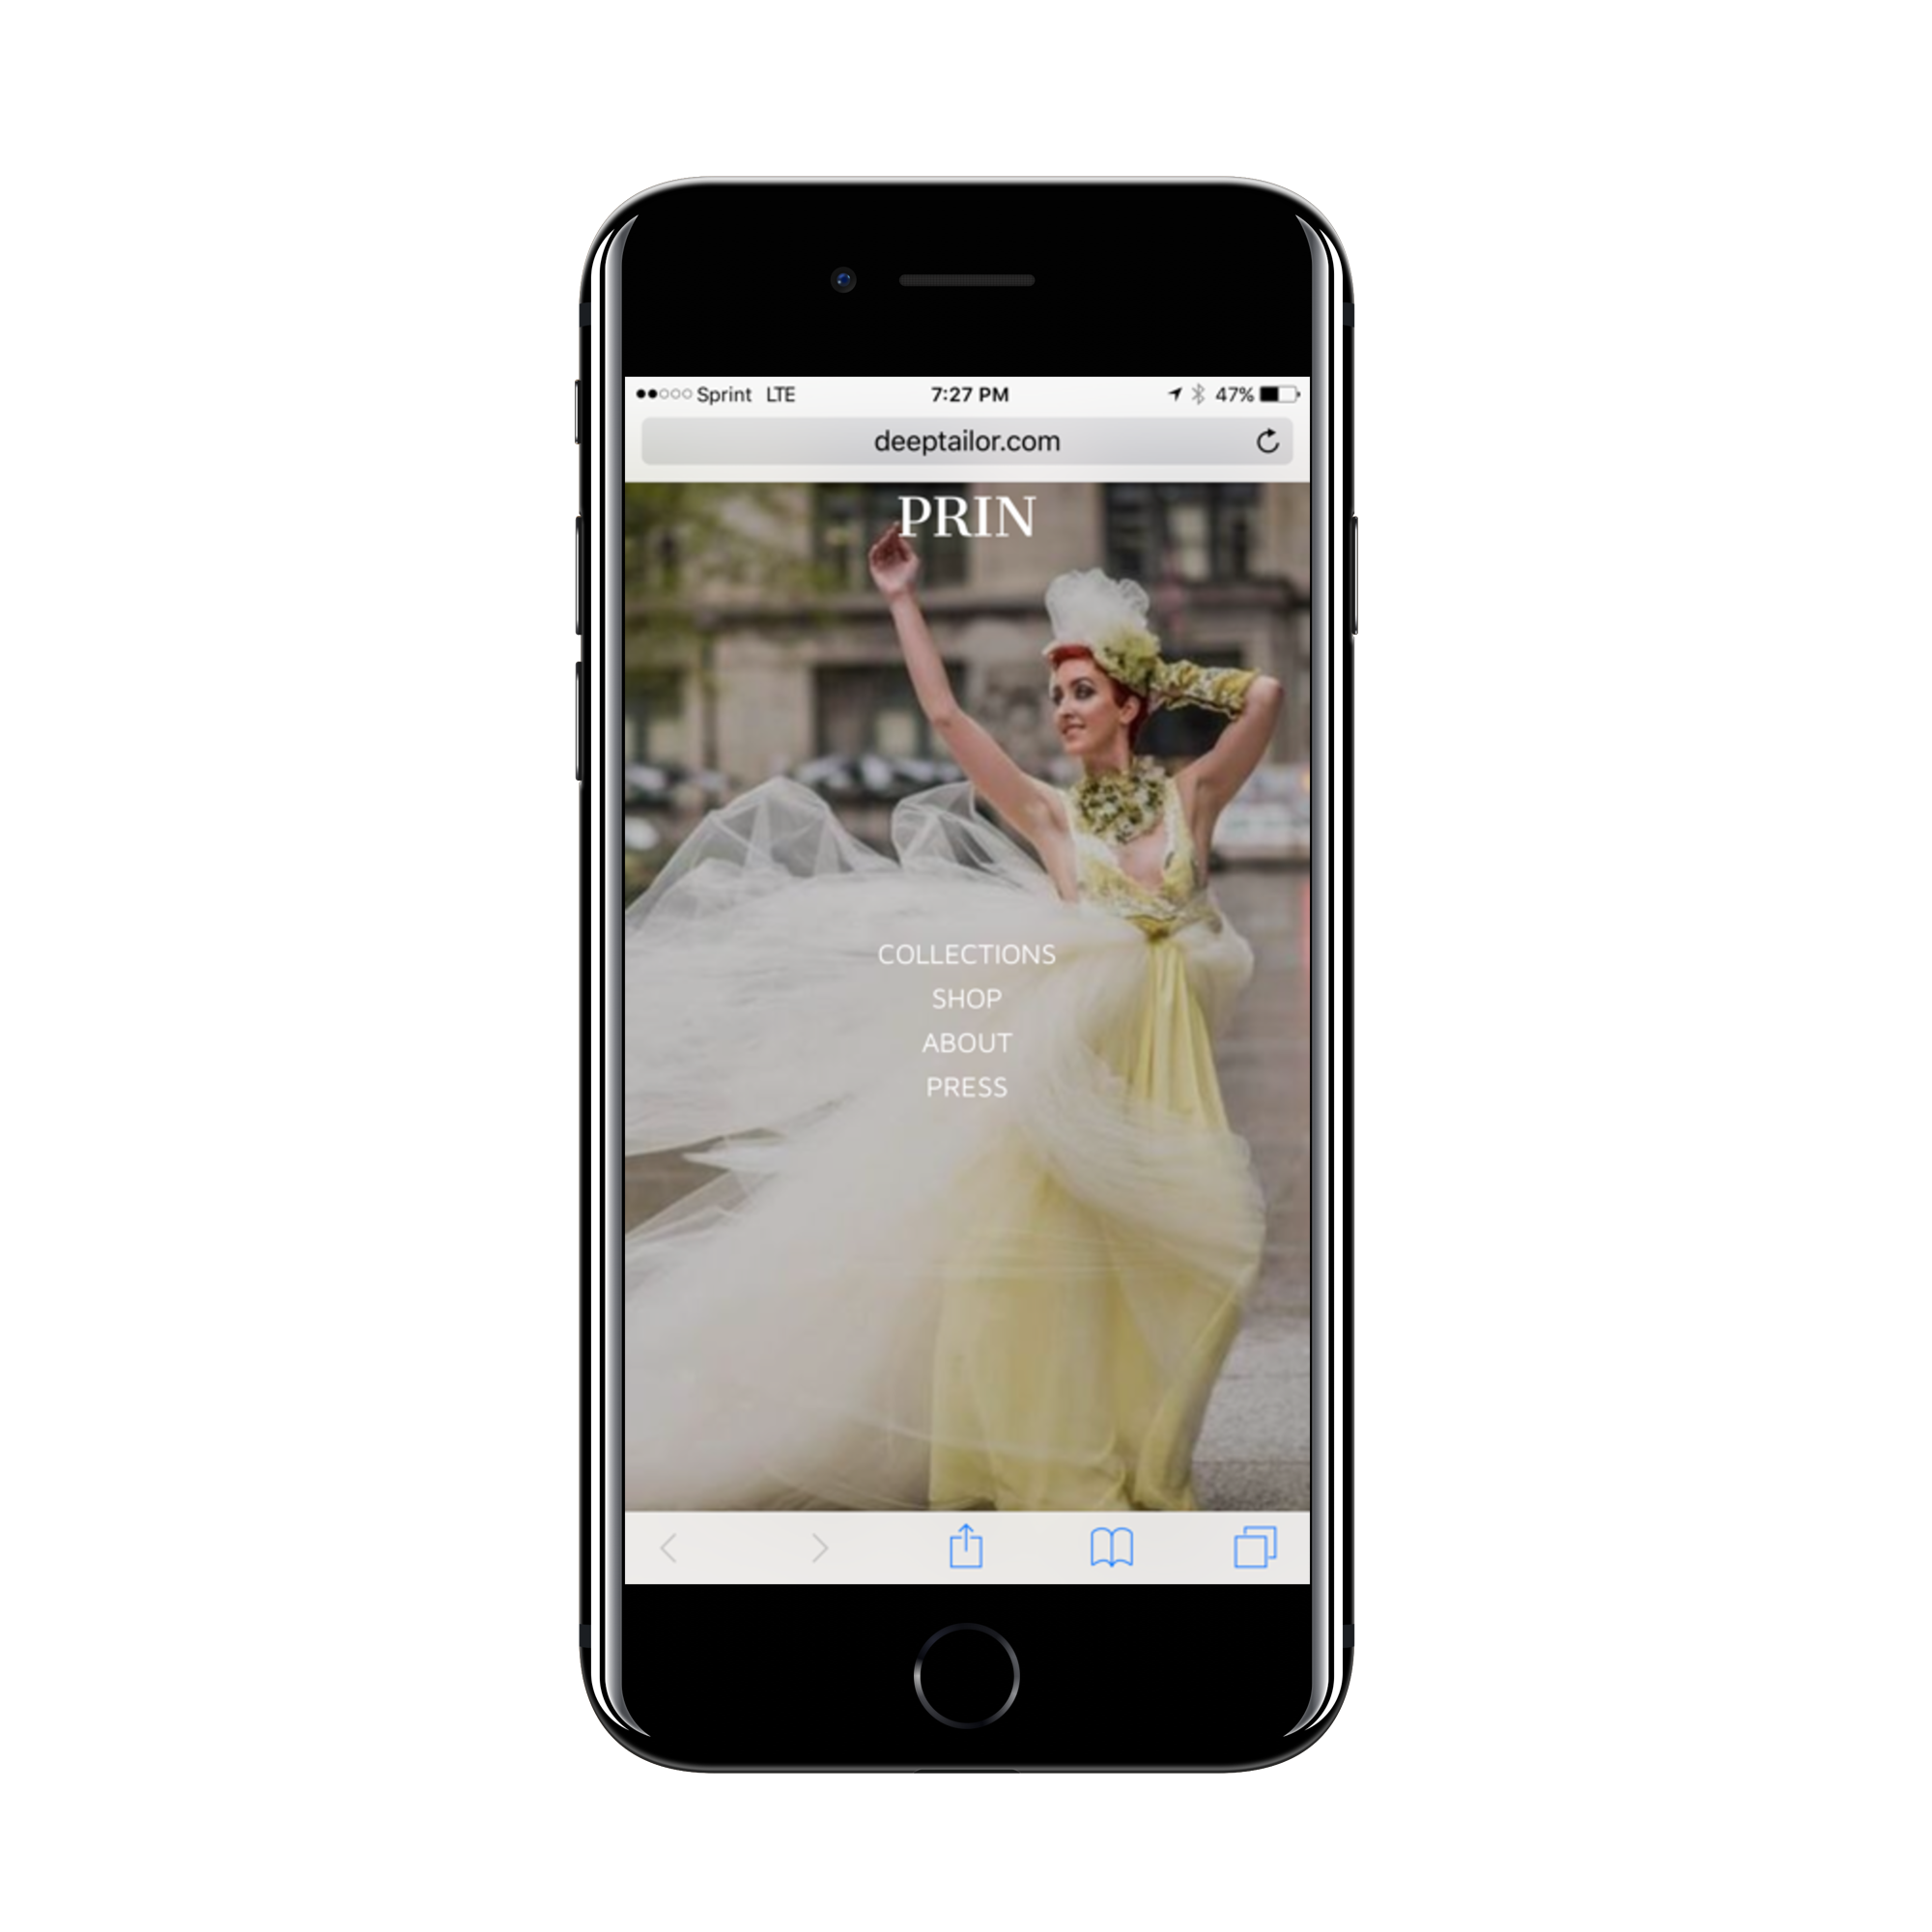 Sprint LTE 7:27 PM 47%
deeptailor.com
PRIN
COLLECTIONS
SHOP
ABOUT
PRESS